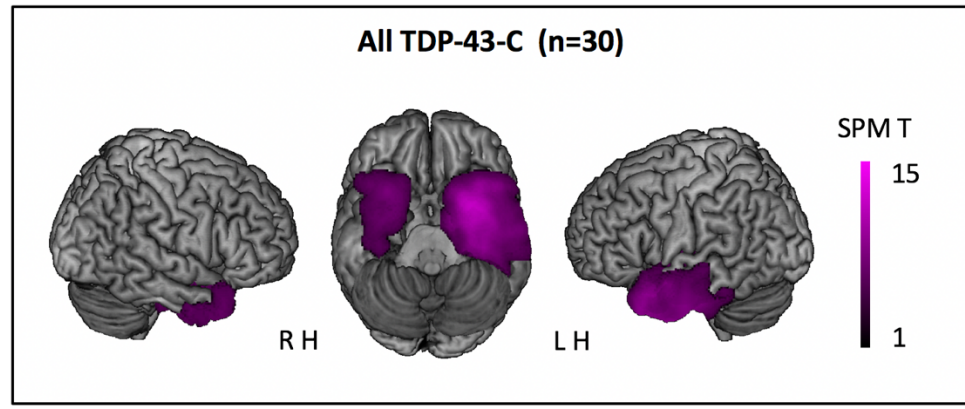 All TDP-43-C (n=30)
SPM T
15
1
R H
L H